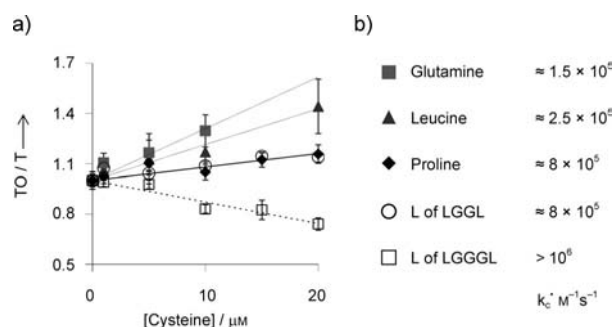 a)
b)
1.7
1.4
1.1
0.8
0.5
TO / T
0
10
20
[Cysteine] / μM
Glutamine ≈ 1.5 × 10⁵
Leucine ≈ 2.5 × 10⁵
Proline ≈ 8 × 10⁵
L of LGGL ≈ 8 × 10⁵
L of LGGGL > 10⁶
k꜀˙ M⁻¹s⁻¹